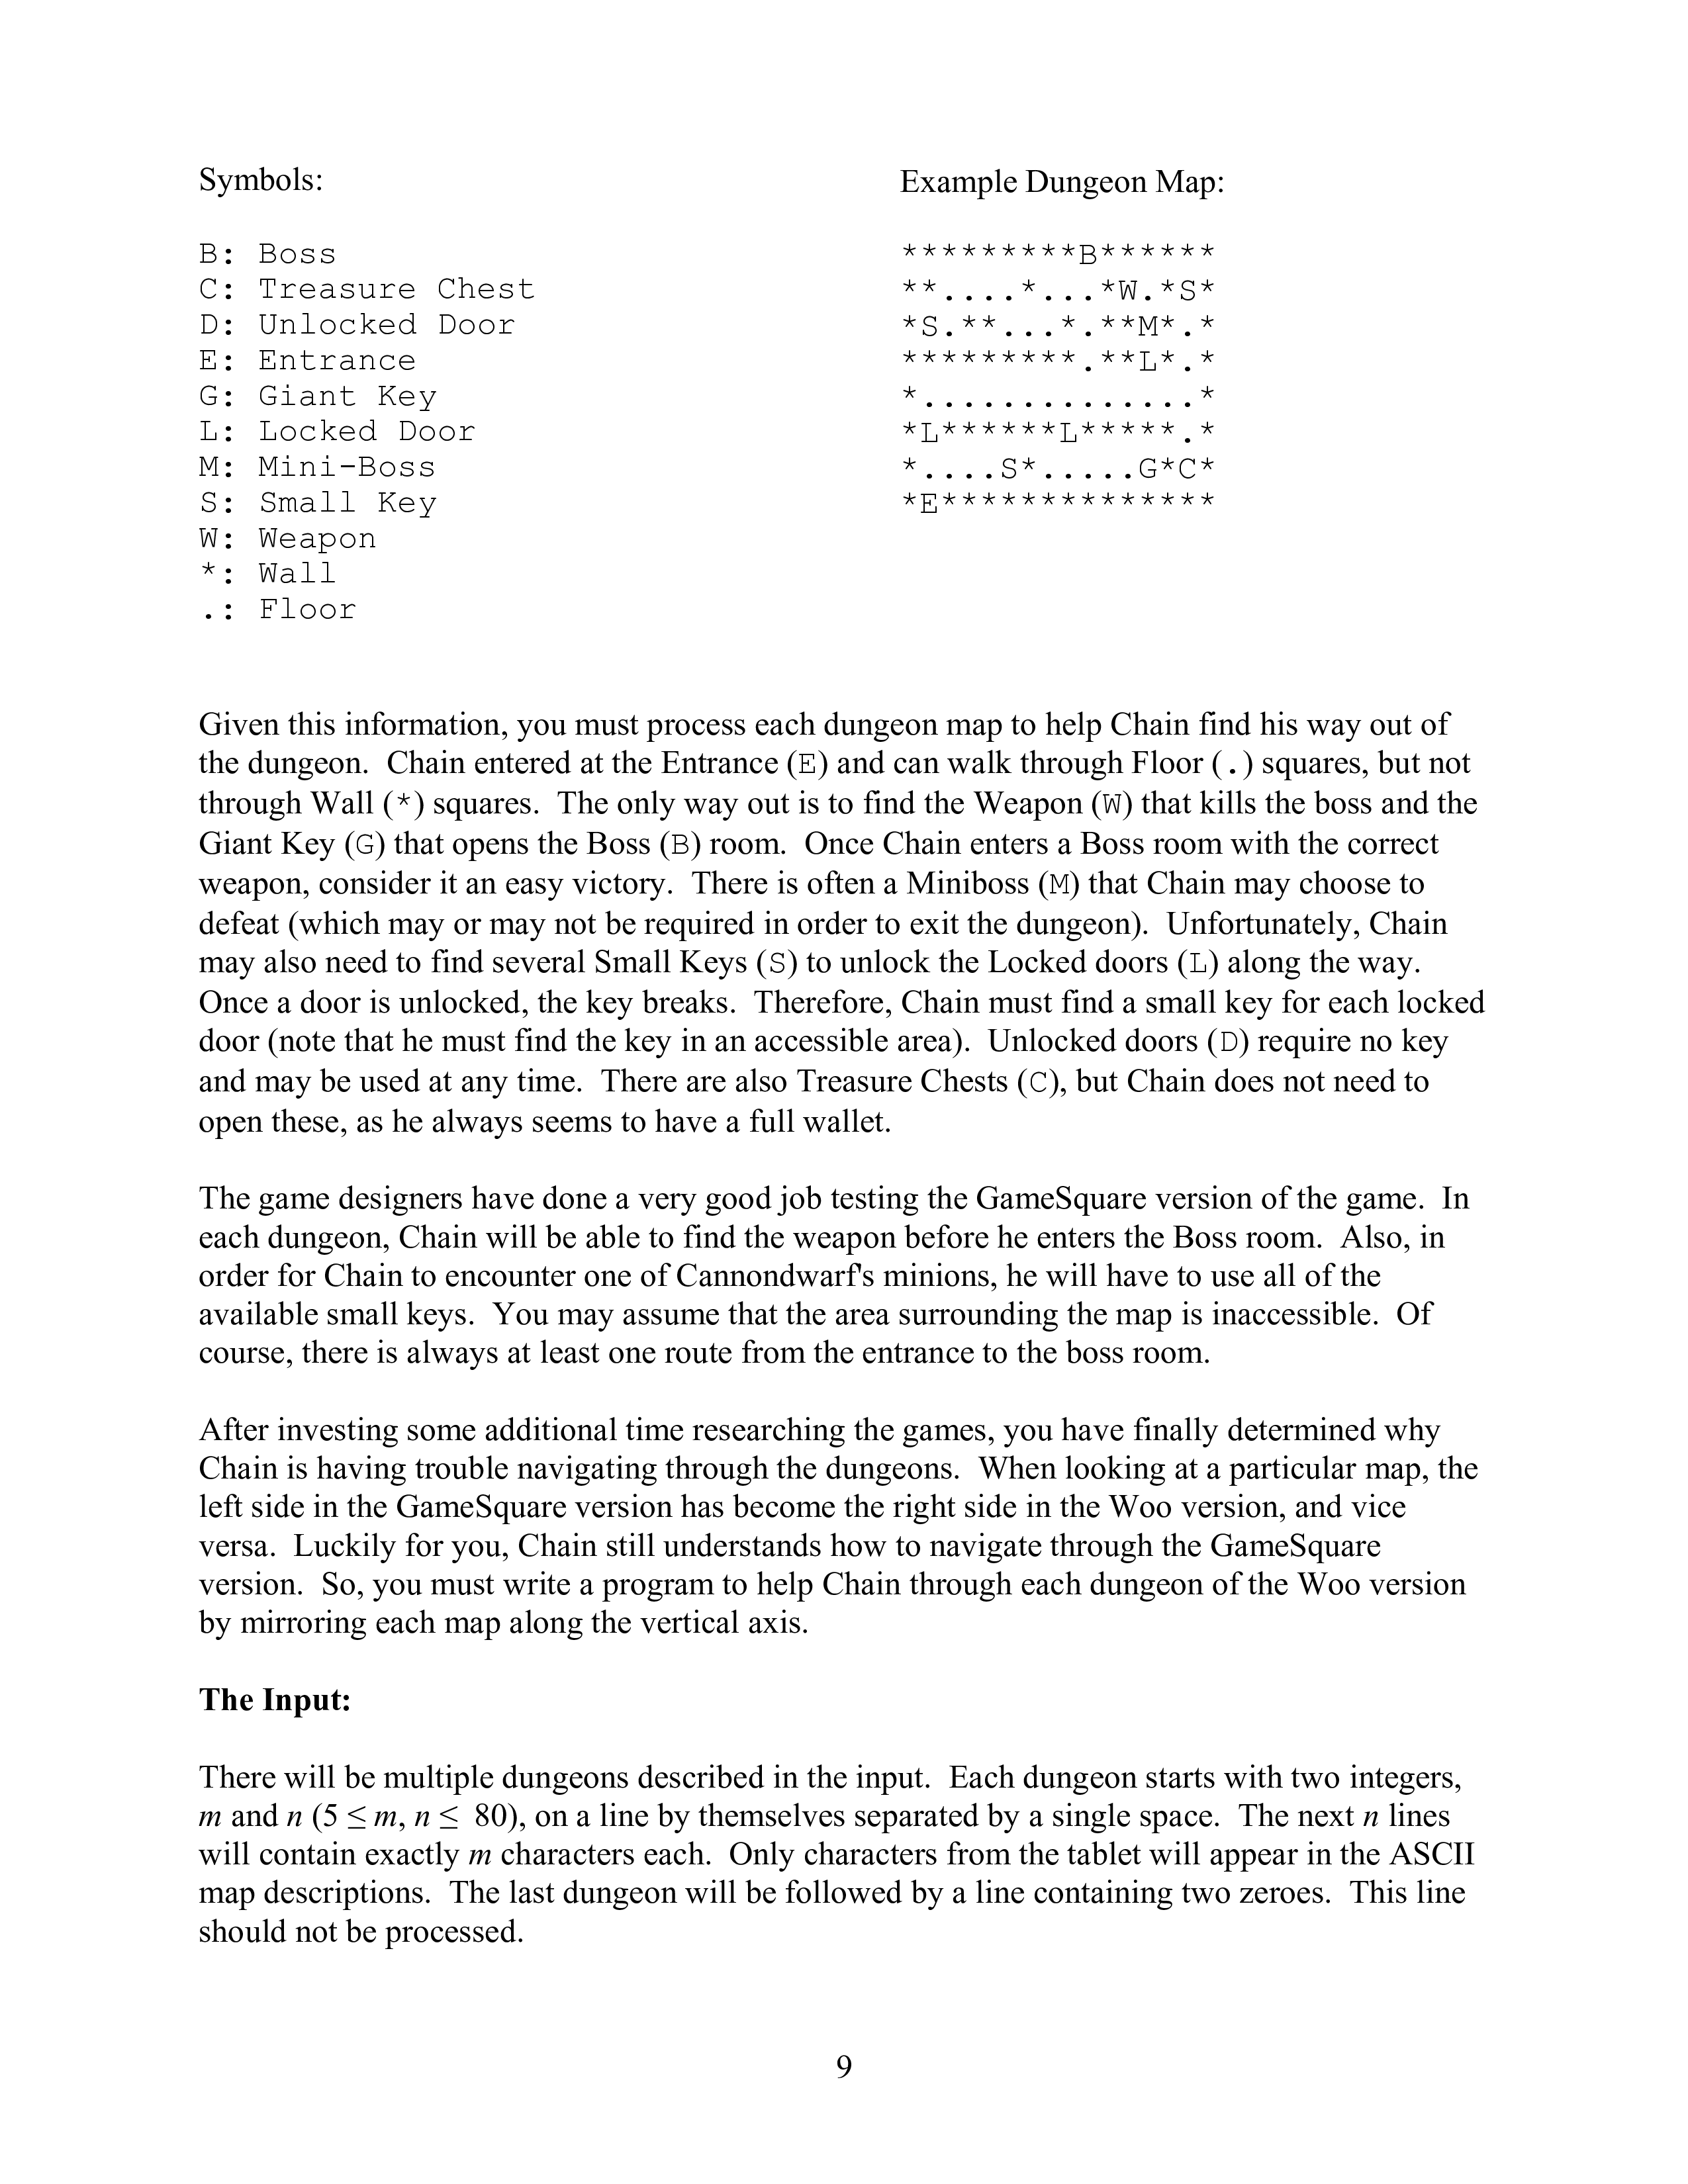 Symbols:
Example Dungeon Map:
B: Boss
C: Treasure Chest
D: Unlocked Door
E: Entrance
G: Giant Key
L: Locked Door
M: Mini-Boss
S: Small Key
W: Weapon
*: Wall
.: Floor
*********B******
**....*...*W.*S*
*S.**...*.**M*.*
*********.**L*.*
*..............*
*L******L*****.*
*....S*.....G*C*
*E**************
Given this information, you must process each dungeon map to help Chain find his way out of
the dungeon.  Chain entered at the Entrance (E) and can walk through Floor (.) squares, but not
through Wall (*) squares.  The only way out is to find the Weapon (W) that kills the boss and the
Giant Key (G) that opens the Boss (B) room.  Once Chain enters a Boss room with the correct
weapon, consider it an easy victory.  There is often a Miniboss (M) that Chain may choose to
defeat (which may or may not be required in order to exit the dungeon).  Unfortunately, Chain
may also need to find several Small Keys (S) to unlock the Locked doors (L) along the way.
Once a door is unlocked, the key breaks.  Therefore, Chain must find a small key for each locked
door (note that he must find the key in an accessible area).  Unlocked doors (D) require no key
and may be used at any time.  There are also Treasure Chests (C), but Chain does not need to
open these, as he always seems to have a full wallet.
The game designers have done a very good job testing the GameSquare version of the game.  In
each dungeon, Chain will be able to find the weapon before he enters the Boss room.  Also, in
order for Chain to encounter one of Cannondwarf's minions, he will have to use all of the
available small keys.  You may assume that the area surrounding the map is inaccessible.  Of
course, there is always at least one route from the entrance to the boss room.
After investing some additional time researching the games, you have finally determined why
Chain is having trouble navigating through the dungeons.  When looking at a particular map, the
left side in the GameSquare version has become the right side in the Woo version, and vice
versa.  Luckily for you, Chain still understands how to navigate through the GameSquare
version.  So, you must write a program to help Chain through each dungeon of the Woo version
by mirroring each map along the vertical axis.
The Input:
There will be multiple dungeons described in the input.  Each dungeon starts with two integers,
m and n (5 ≤ m, n ≤  80), on a line by themselves separated by a single space.  The next n lines
will contain exactly m characters each.  Only characters from the tablet will appear in the ASCII
map descriptions.  The last dungeon will be followed by a line containing two zeroes.  This line
should not be processed.
9